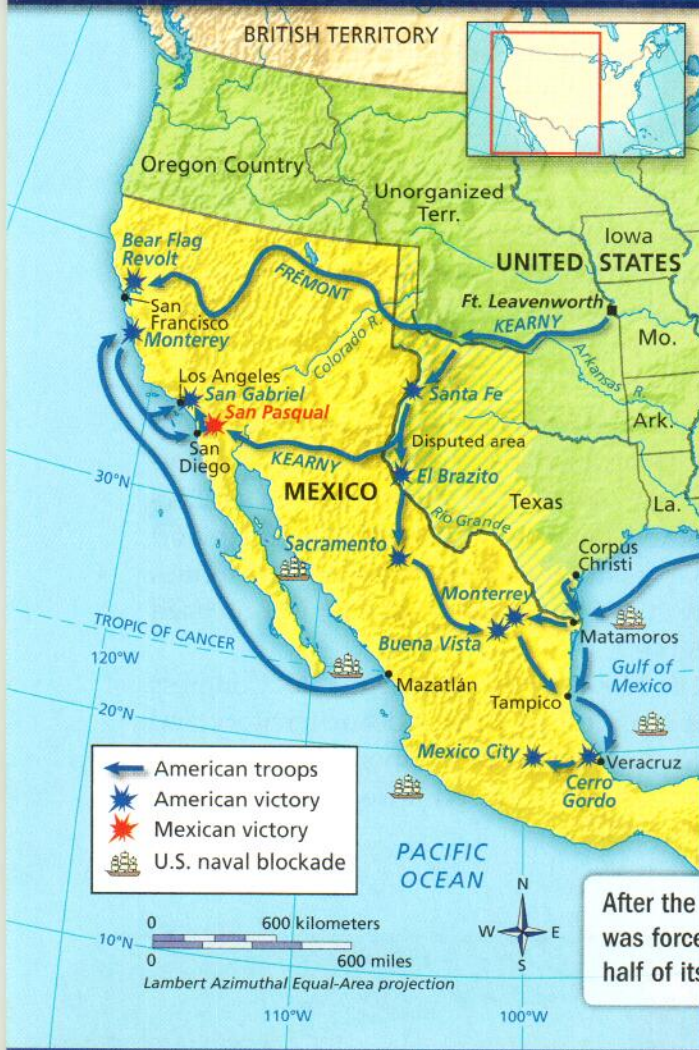 BRITISH TERRITORY
Oregon Country
Unorganized
Terr.
Iowa
UNITED STATES
Bear Flag
Revolt
FRÉMONT
Ft. Leavenworth
KEARNY
San
Francisco
Monterey
Mo.
Colorado R.
Arkansas R.
Los Angeles
San Gabriel
San Pasqual
Santa Fe
Ark.
San
Diego
KEARNY
Disputed area
30°N
MEXICO
El Brazito
Texas
La.
Rio Grande
Sacramento
Corpus
Christi
Monterrey
TROPIC OF CANCER
Buena Vista
Matamoros
120°W
Mazatlán
Gulf of
Mexico
20°N
Tampico
Mexico City
Veracruz
Cerro
Gordo
American troops
American victory
Mexican victory
U.S. naval blockade
PACIFIC
OCEAN
N
W E
S
After the
was force
half of its
0 600 kilometers
0 600 miles
10°N
Lambert Azimuthal Equal-Area projection
110°W
100°W